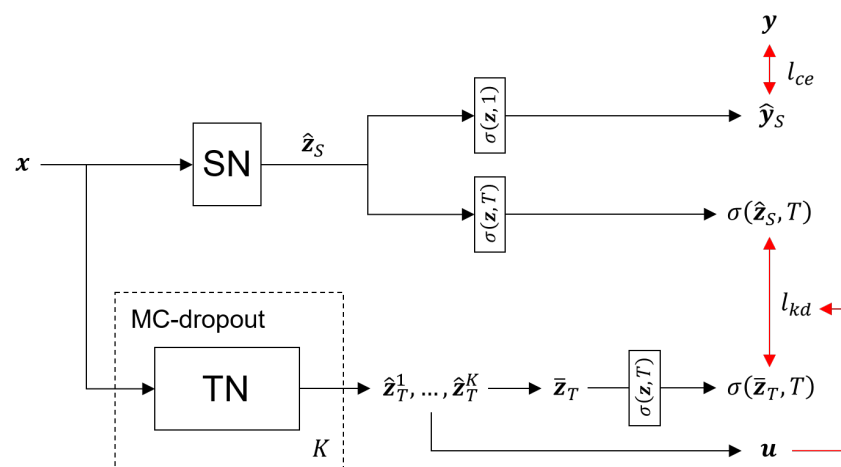 y
l_ce
σ(z,1)
ŷ_S
x
SN
ẑ_S
σ(z,T)
σ(ẑ_S,T)
l_kd
MC-dropout
TN
ẑ_T^1,…,ẑ_T^K
z̄_T
σ(z,T)
σ(z̄_T,T)
K
u